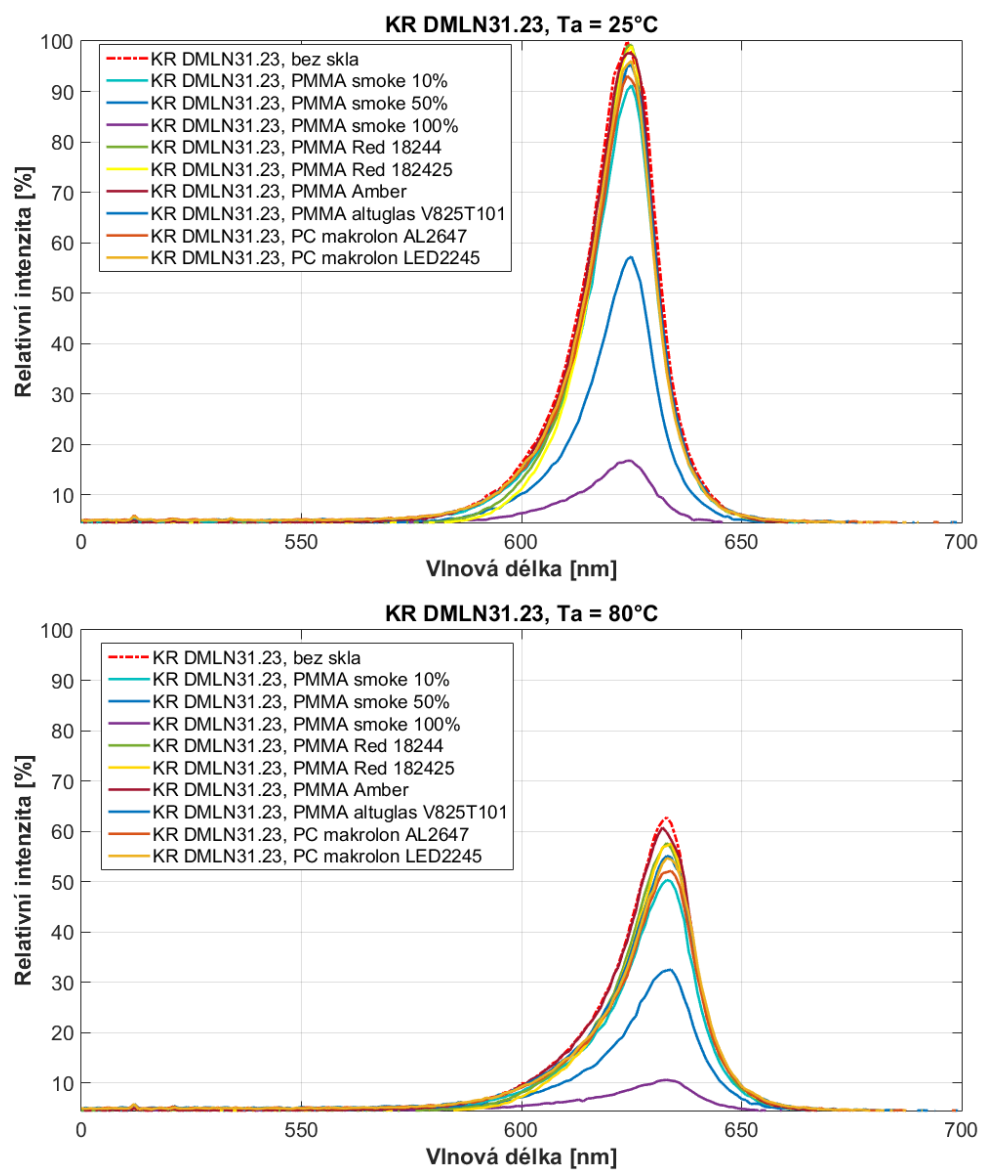 KR DMLN31.23, Ta = 25°C
100
90
80
70
60
50
40
30
20
10
Relativní intenzita [%]
KR DMLN31.23, bez skla
KR DMLN31.23, PMMA smoke 10%
KR DMLN31.23, PMMA smoke 50%
KR DMLN31.23, PMMA smoke 100%
KR DMLN31.23, PMMA Red 18244
KR DMLN31.23, PMMA Red 182425
KR DMLN31.23, PMMA Amber
KR DMLN31.23, PMMA altuglas V825T101
KR DMLN31.23, PC makrolon AL2647
KR DMLN31.23, PC makrolon LED2245
0 550 600 650 700
Vlnová délka [nm]
KR DMLN31.23, Ta = 80°C
100
90
80
70
60
50
40
30
20
10
Relativní intenzita [%]
KR DMLN31.23, bez skla
KR DMLN31.23, PMMA smoke 10%
KR DMLN31.23, PMMA smoke 50%
KR DMLN31.23, PMMA smoke 100%
KR DMLN31.23, PMMA Red 18244
KR DMLN31.23, PMMA Red 182425
KR DMLN31.23, PMMA Amber
KR DMLN31.23, PMMA altuglas V825T101
KR DMLN31.23, PC makrolon AL2647
KR DMLN31.23, PC makrolon LED2245
0 550 600 650 700
Vlnová délka [nm]